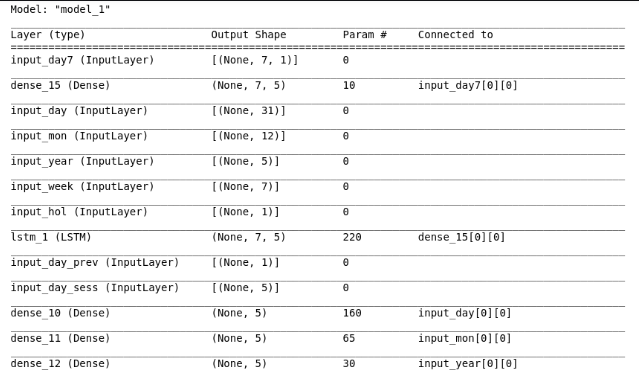 Model: "model_1"
Layer (type) Output Shape Param # Connected to
input_day7 (InputLayer) [(None, 7, 1)] 0
dense_15 (Dense) (None, 7, 5) 10 input_day7[0][0]
input_day (InputLayer) [(None, 31)] 0
input_mon (InputLayer) [(None, 12)] 0
input_year (InputLayer) [(None, 5)] 0
input_week (InputLayer) [(None, 7)] 0
input_hol (InputLayer) [(None, 1)] 0
lstm_1 (LSTM) (None, 7, 5) 220 dense_15[0][0]
input_day_prev (InputLayer) [(None, 1)] 0
input_day_sess (InputLayer) [(None, 5)] 0
dense_10 (Dense) (None, 5) 160 input_day[0][0]
dense_11 (Dense) (None, 5) 65 input_mon[0][0]
dense_12 (Dense) (None, 5) 30 input_year[0][0]